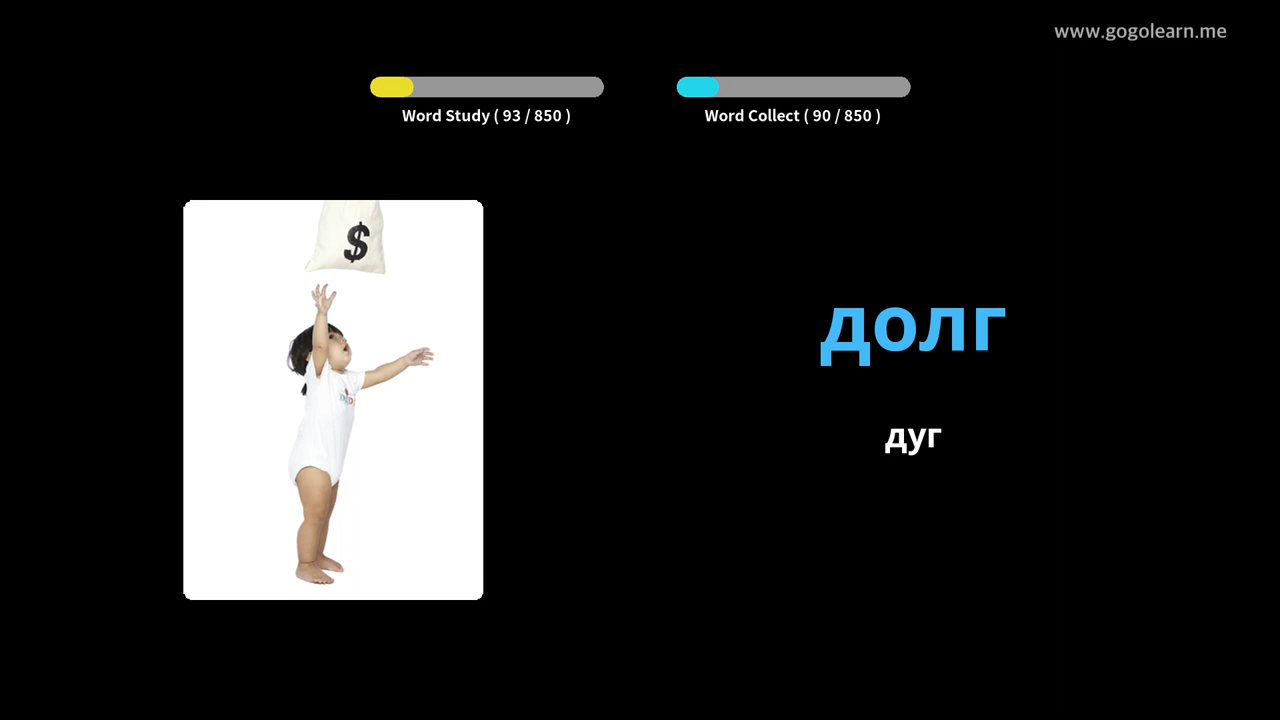 www.gogolearn.me
Word Study ( 93 / 850 )
Word Collect ( 90 / 850 )
$
долг
дуг